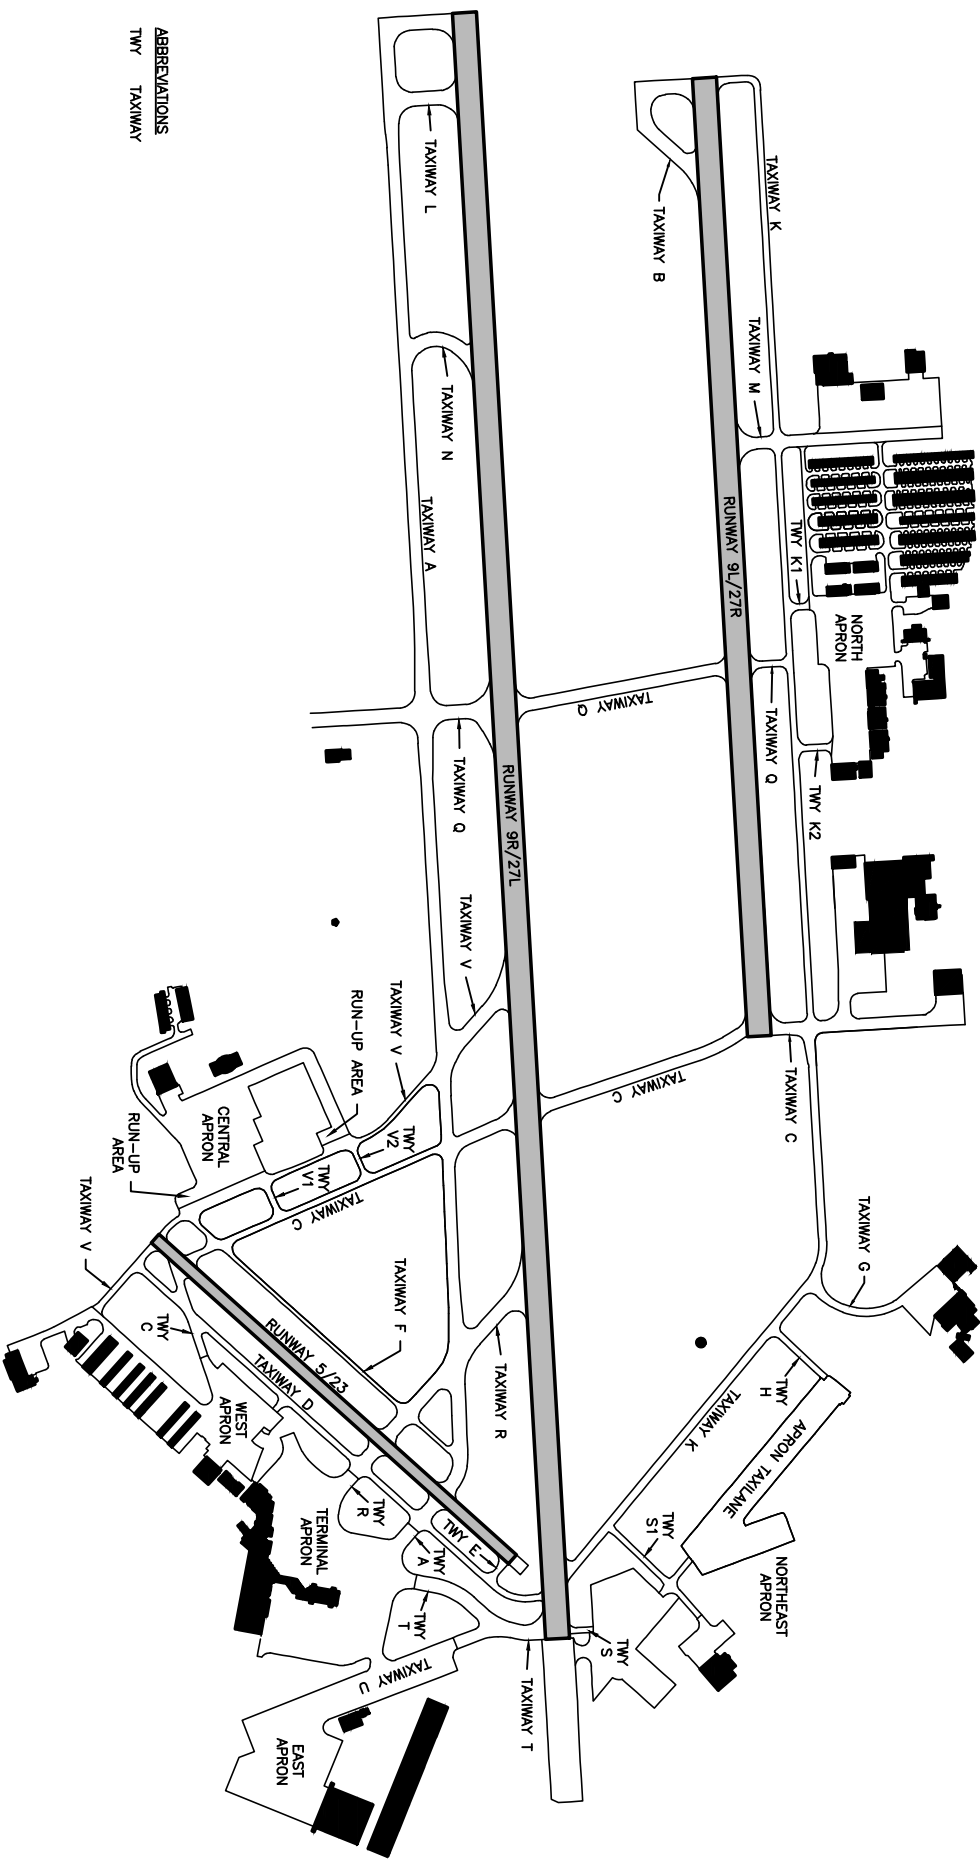 TAXIWAY K
TAXIWAY M
TAXIWAY B
TWY K1
NORTH
APRON
RUNWAY 9L/27R
TAXIWAY Q
TAXIWAY Q
TWY K2
TAXIWAY C
TAXIWAY C
TAXIWAY G
TWY
H
TAXIWAY K
APRON TAXILANE
TWY
S1
NORTHEAST
APRON
TWY
S
TAXIWAY L
TAXIWAY N
TAXIWAY A
TAXIWAY Q
RUNWAY 9R/27L
TAXIWAY V
TAXIWAY V
RUN-UP AREA
TWY
V2
TWY
V1
TAXIWAY C
CENTRAL
APRON
RUN-UP
AREA
TAXIWAY V
TAXIWAY F
TAXIWAY R
RUNWAY 5/23
TAXIWAY D
TWY
C
WEST
APRON
TERMINAL
APRON
TWY
R
TWY
A
TWY E
TWY
T
TAXIWAY U
TAXIWAY T
EAST
APRON
ABBREVIATIONS
TWY TAXIWAY